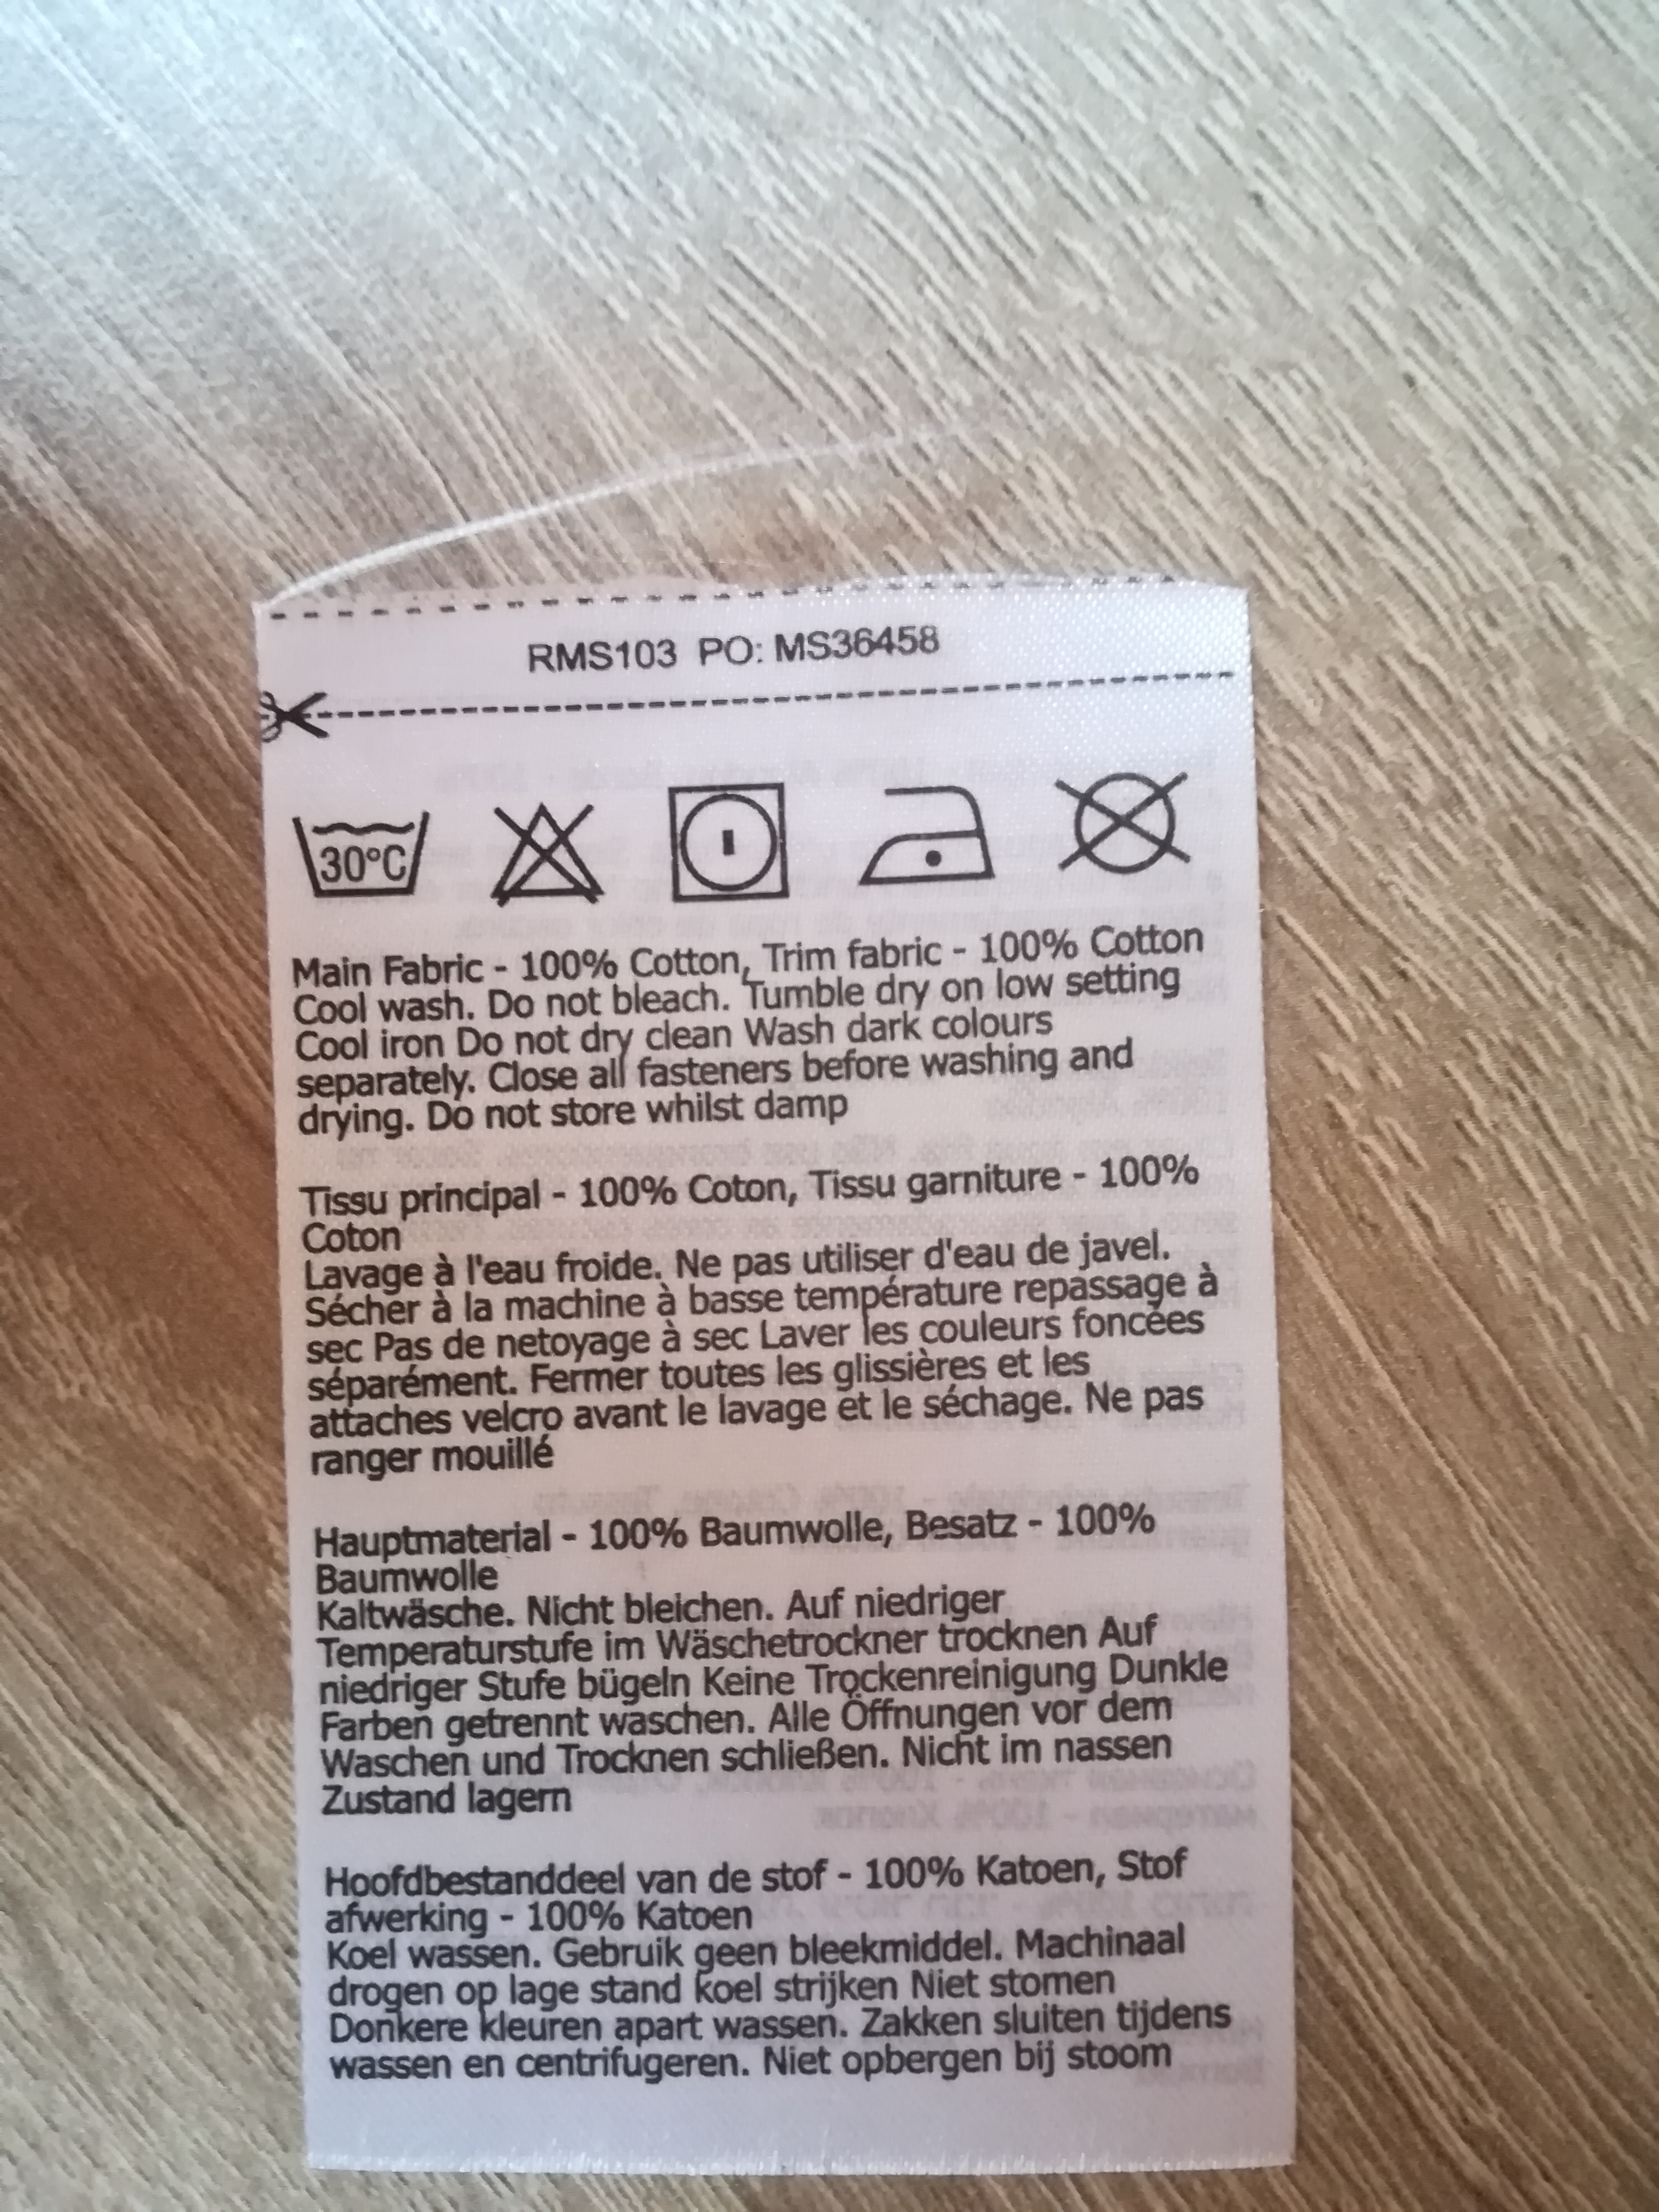 RMS103 PO: MS36458
30°C
Main Fabric - 100% Cotton, Trim fabric - 100% Cotton
Cool wash. Do not bleach. Tumble dry on low setting
Cool iron Do not dry clean Wash dark colours
separately. Close all fasteners before washing and
drying. Do not store whilst damp
Tissu principal - 100% Coton, Tissu garniture - 100%
Coton
Lavage à l'eau froide. Ne pas utiliser d'eau de javel.
Sécher à la machine à basse température repassage à
sec Pas de netoyage à sec Laver les couleurs foncées
séparément. Fermer toutes les glissières et les
attaches velcro avant le lavage et le séchage. Ne pas
ranger mouillé
Hauptmaterial - 100% Baumwolle, Besatz - 100%
Baumwolle
Kaltwäsche. Nicht bleichen. Auf niedriger
Temperaturstufe im Wäschetrockner trocknen Auf
niedriger Stufe bügeln Keine Trockenreinigung Dunkle
Farben getrennt waschen. Alle Öffnungen vor dem
Waschen und Trocknen schließen. Nicht im nassen
Zustand lagern
Hoofdbestanddeel van de stof - 100% Katoen, Stof
afwerking - 100% Katoen
Koel wassen. Gebruik geen bleekmiddel. Machinaal
drogen op lage stand koel strijken Niet stomen
Donkere kleuren apart wassen. Zakken sluiten tijdens
wassen en centrifugeren. Niet opbergen bij stoom